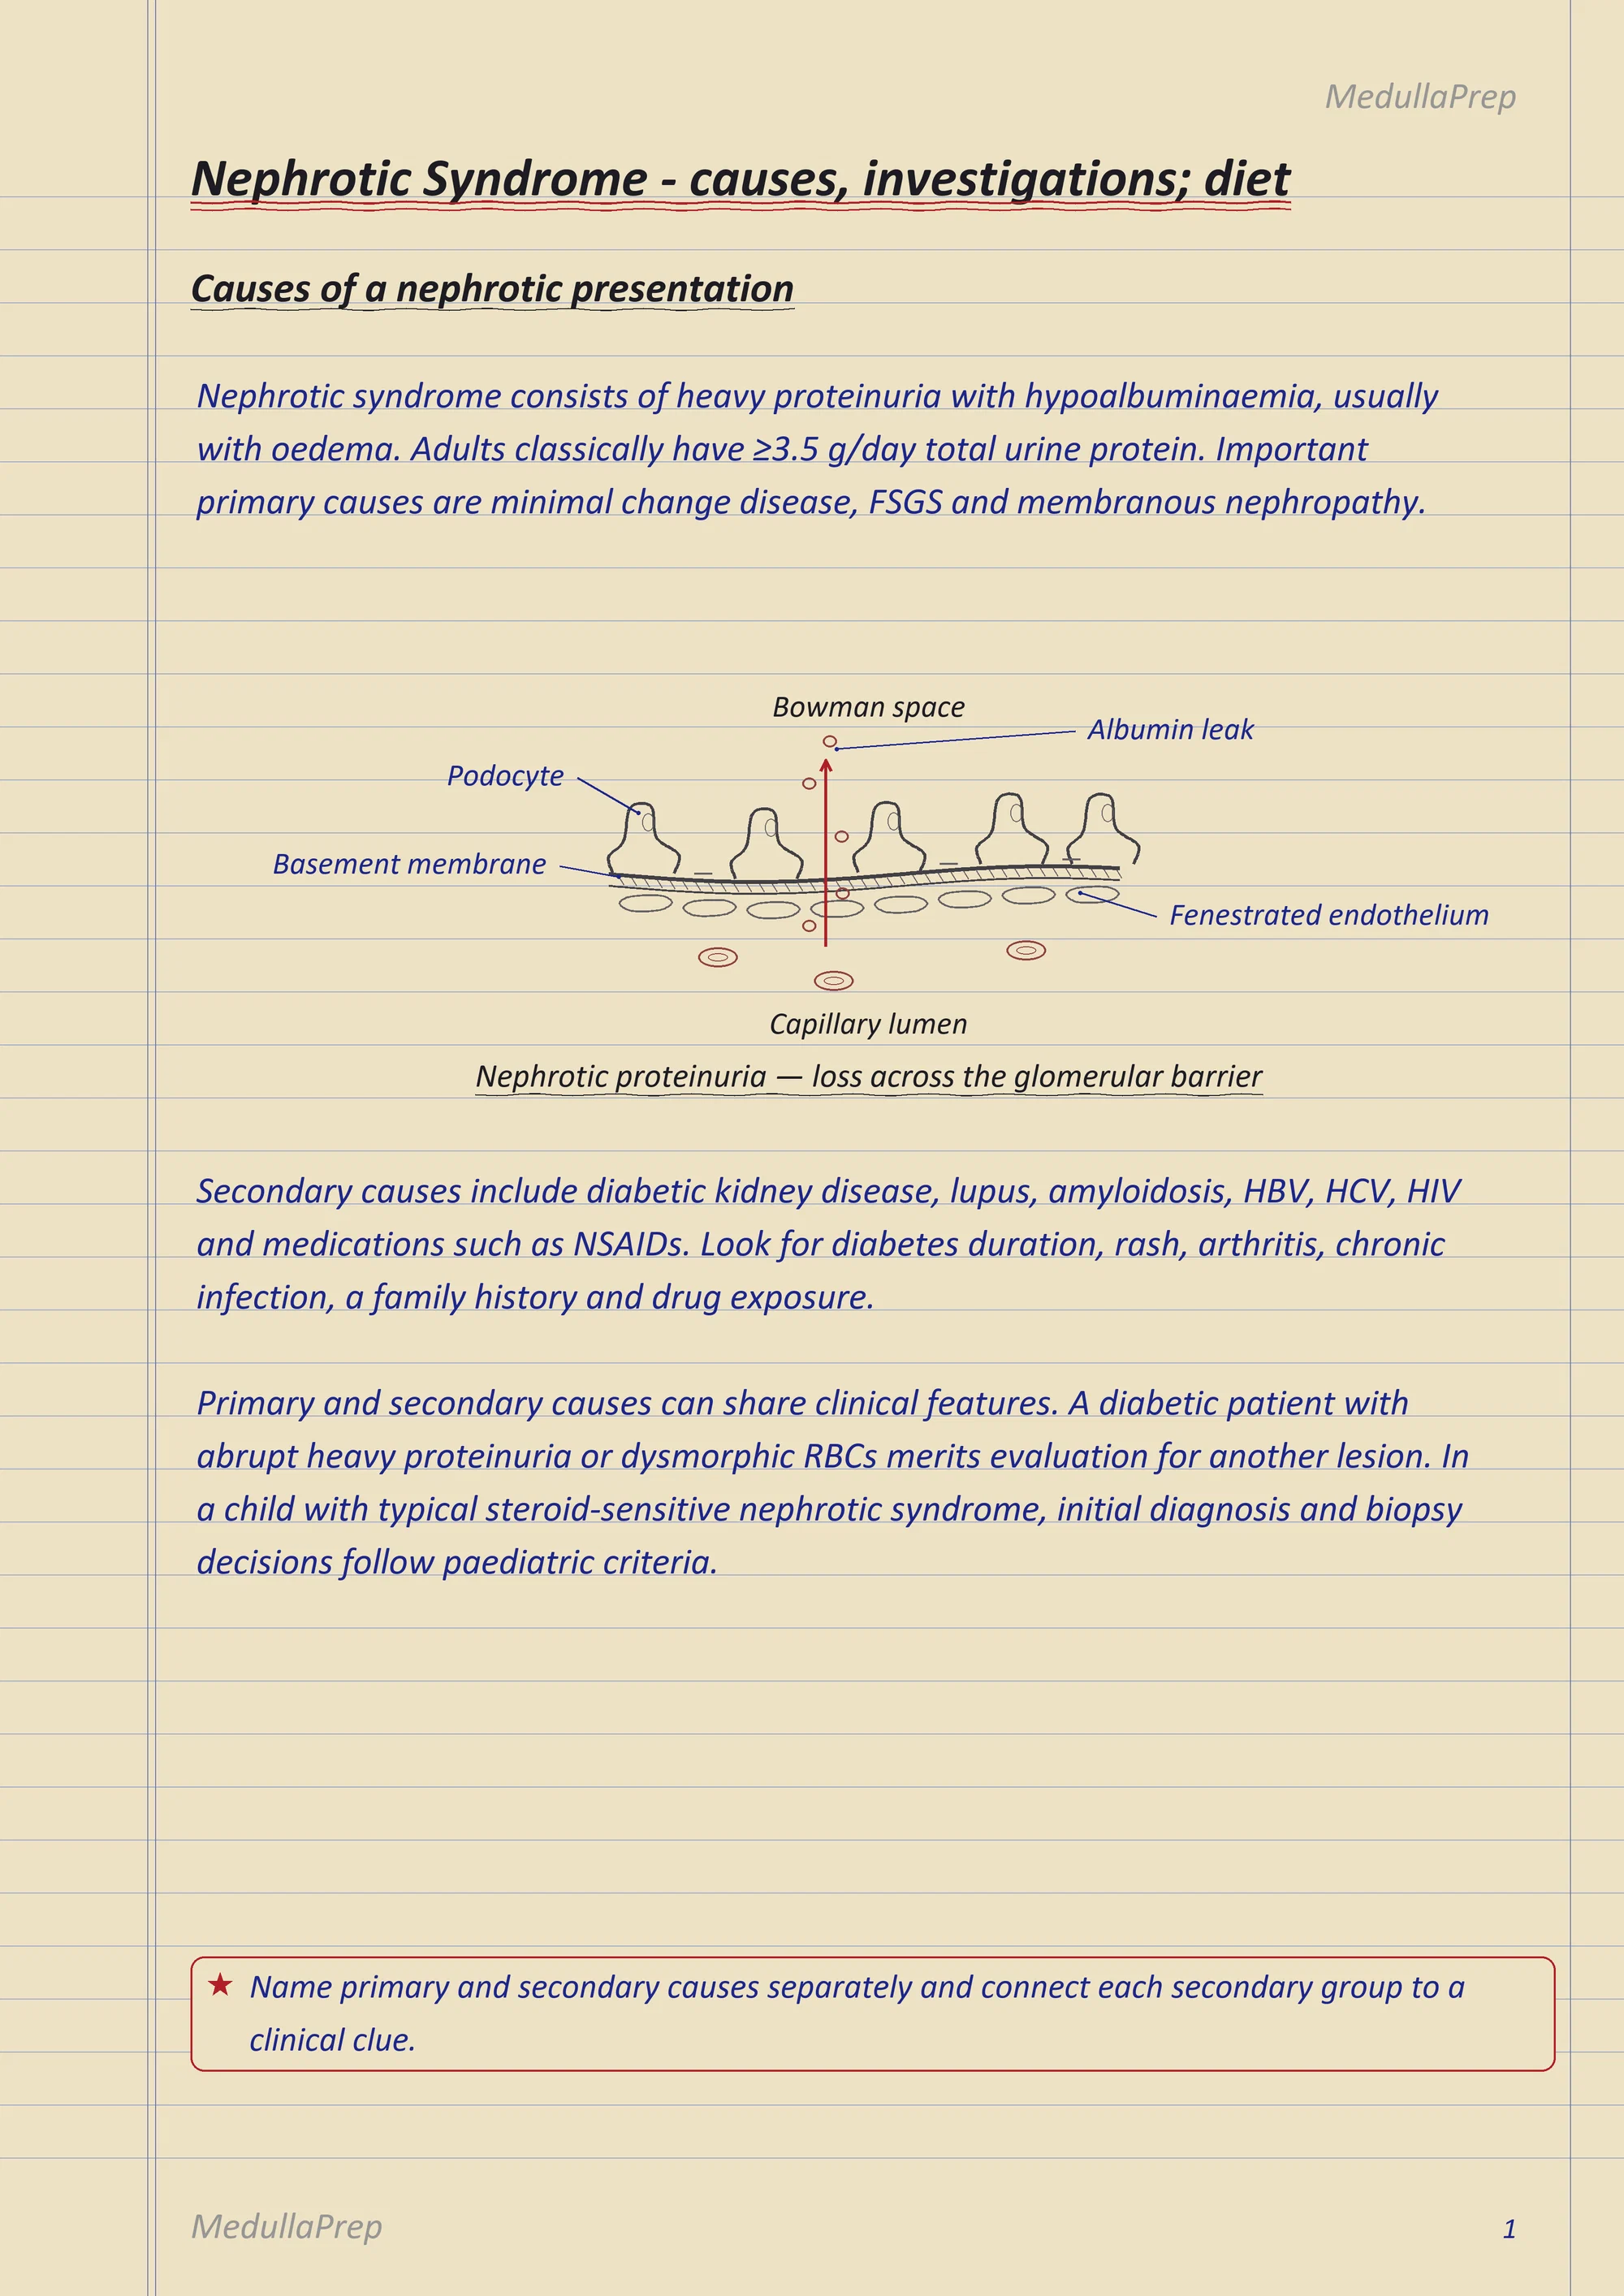 MedullaPrep
Nephrotic Syndrome - causes, investigations; diet
Causes of a nephrotic presentation
Nephrotic syndrome consists of heavy proteinuria with hypoalbuminaemia, usually
with oedema. Adults classically have ≥3.5 g/day total urine protein. Important
primary causes are minimal change disease, FSGS and membranous nephropathy.
Bowman space
Albumin leak
Podocyte
Basement membrane
Fenestrated endothelium
Capillary lumen
Nephrotic proteinuria — loss across the glomerular barrier
Secondary causes include diabetic kidney disease, lupus, amyloidosis, HBV, HCV, HIV
and medications such as NSAIDs. Look for diabetes duration, rash, arthritis, chronic
infection, a family history and drug exposure.
Primary and secondary causes can share clinical features. A diabetic patient with
abrupt heavy proteinuria or dysmorphic RBCs merits evaluation for another lesion. In
a child with typical steroid-sensitive nephrotic syndrome, initial diagnosis and biopsy
decisions follow paediatric criteria.
★ Name primary and secondary causes separately and connect each secondary group to a
clinical clue.
MedullaPrep
1